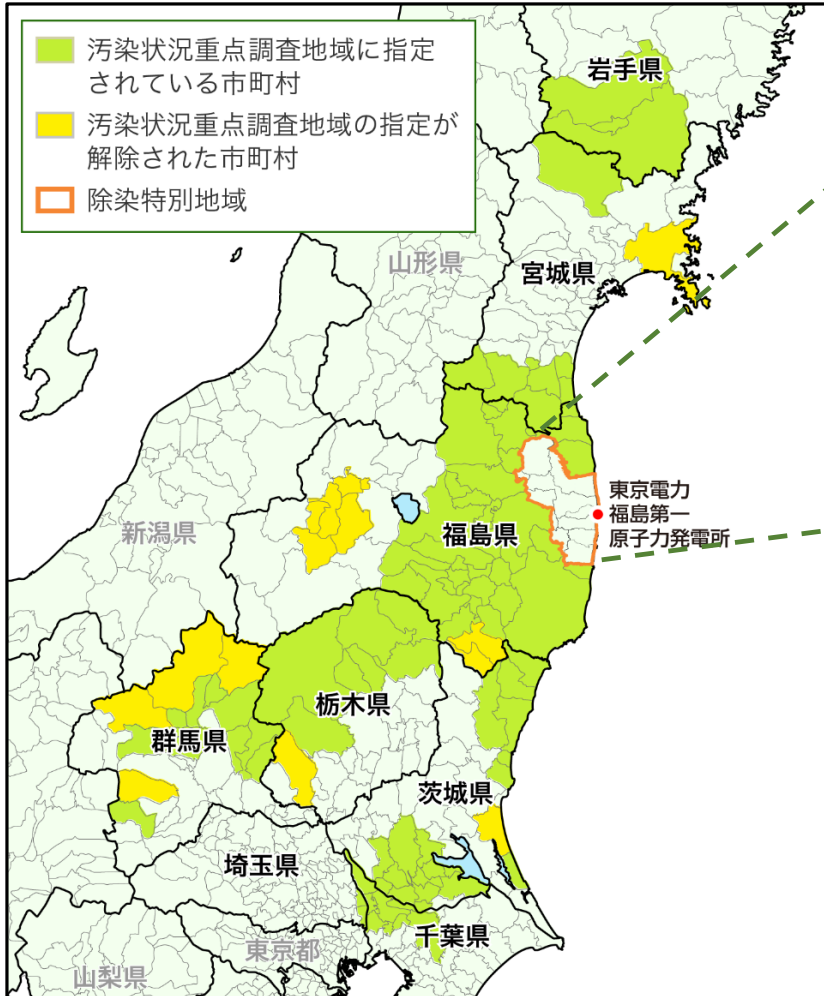 汚染状況重点調査地域に指定
されている市町村
汚染状況重点調査地域の指定が
解除された市町村
除染特別地域
岩手県
山形県
宮城県
新潟県
福島県
東京電力
福島第一
原子力発電所
栃木県
群馬県
茨城県
埼玉県
千葉県
東京都
山梨県